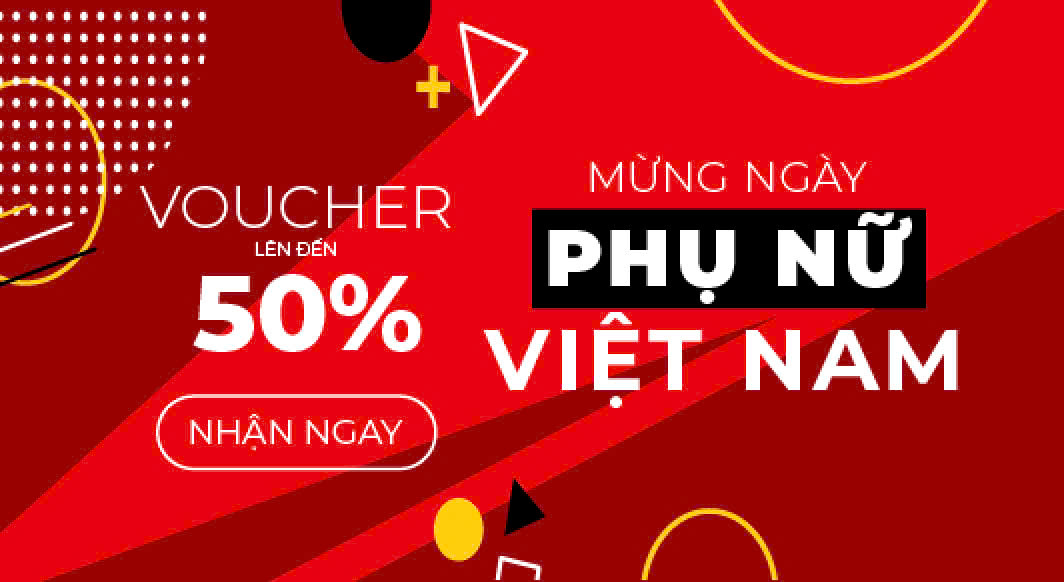 VOUCHER
LÊN ĐẾN
50%
NHẬN NGAY
MỪNG NGÀY
PHỤ NỮ
VIỆT NAM